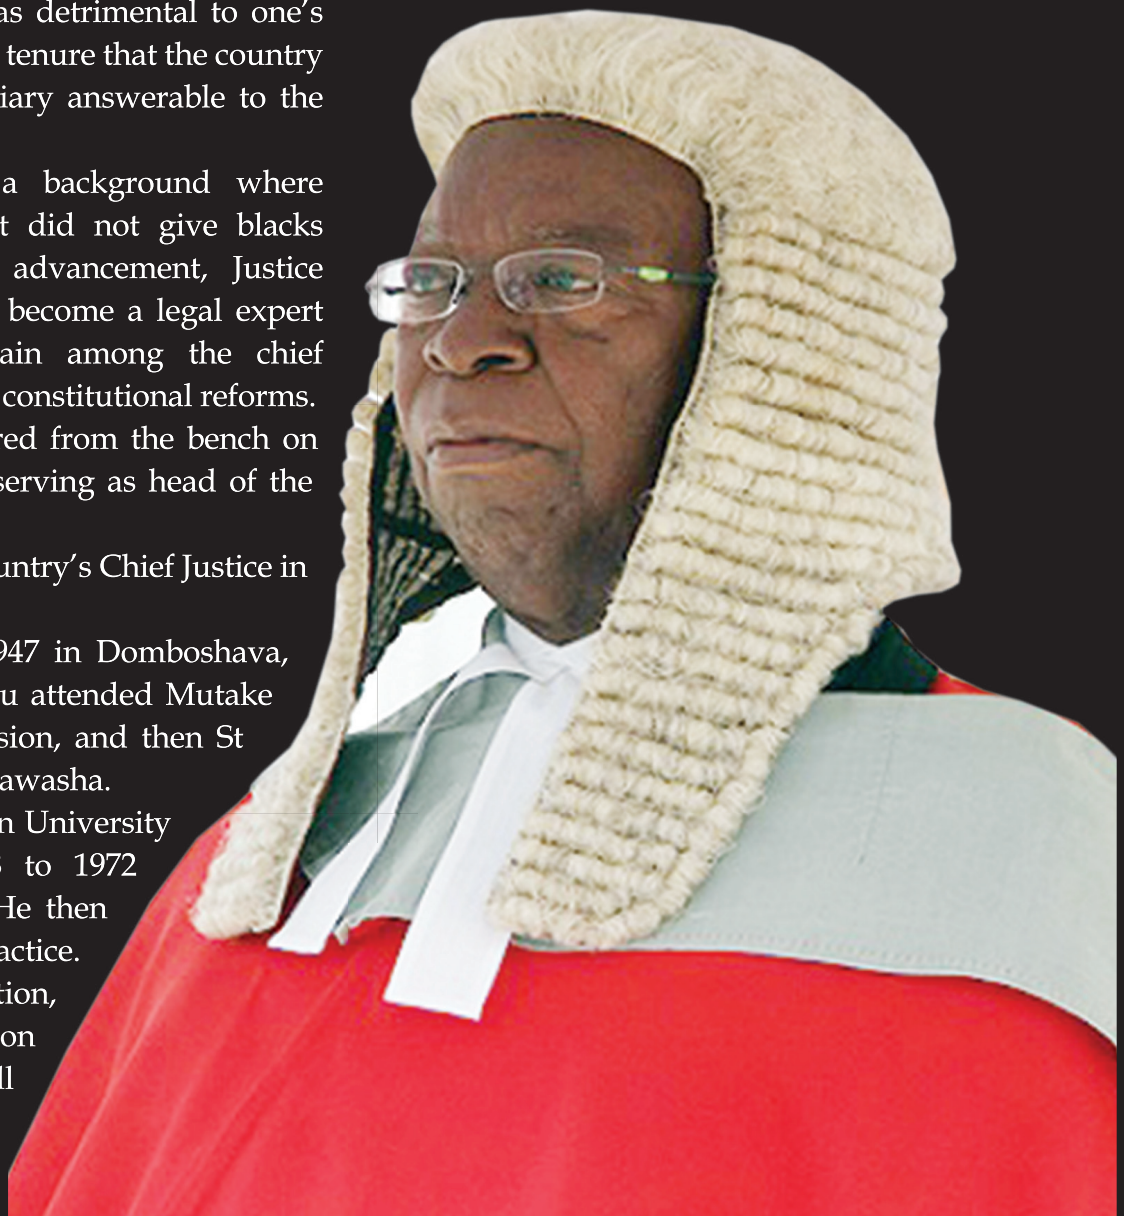 as detrimental to one's
tenure that the country
iary answerable to the
a background where
t did not give blacks
advancement, Justice
become a legal expert
ain among the chief
constitutional reforms.
red from the bench on
serving as head of the
untry's Chief Justice in
947 in Domboshava,
u attended Mutake
sion, and then St
awasha.
n University
to 1972
He then
actice.
tion,
on
ll